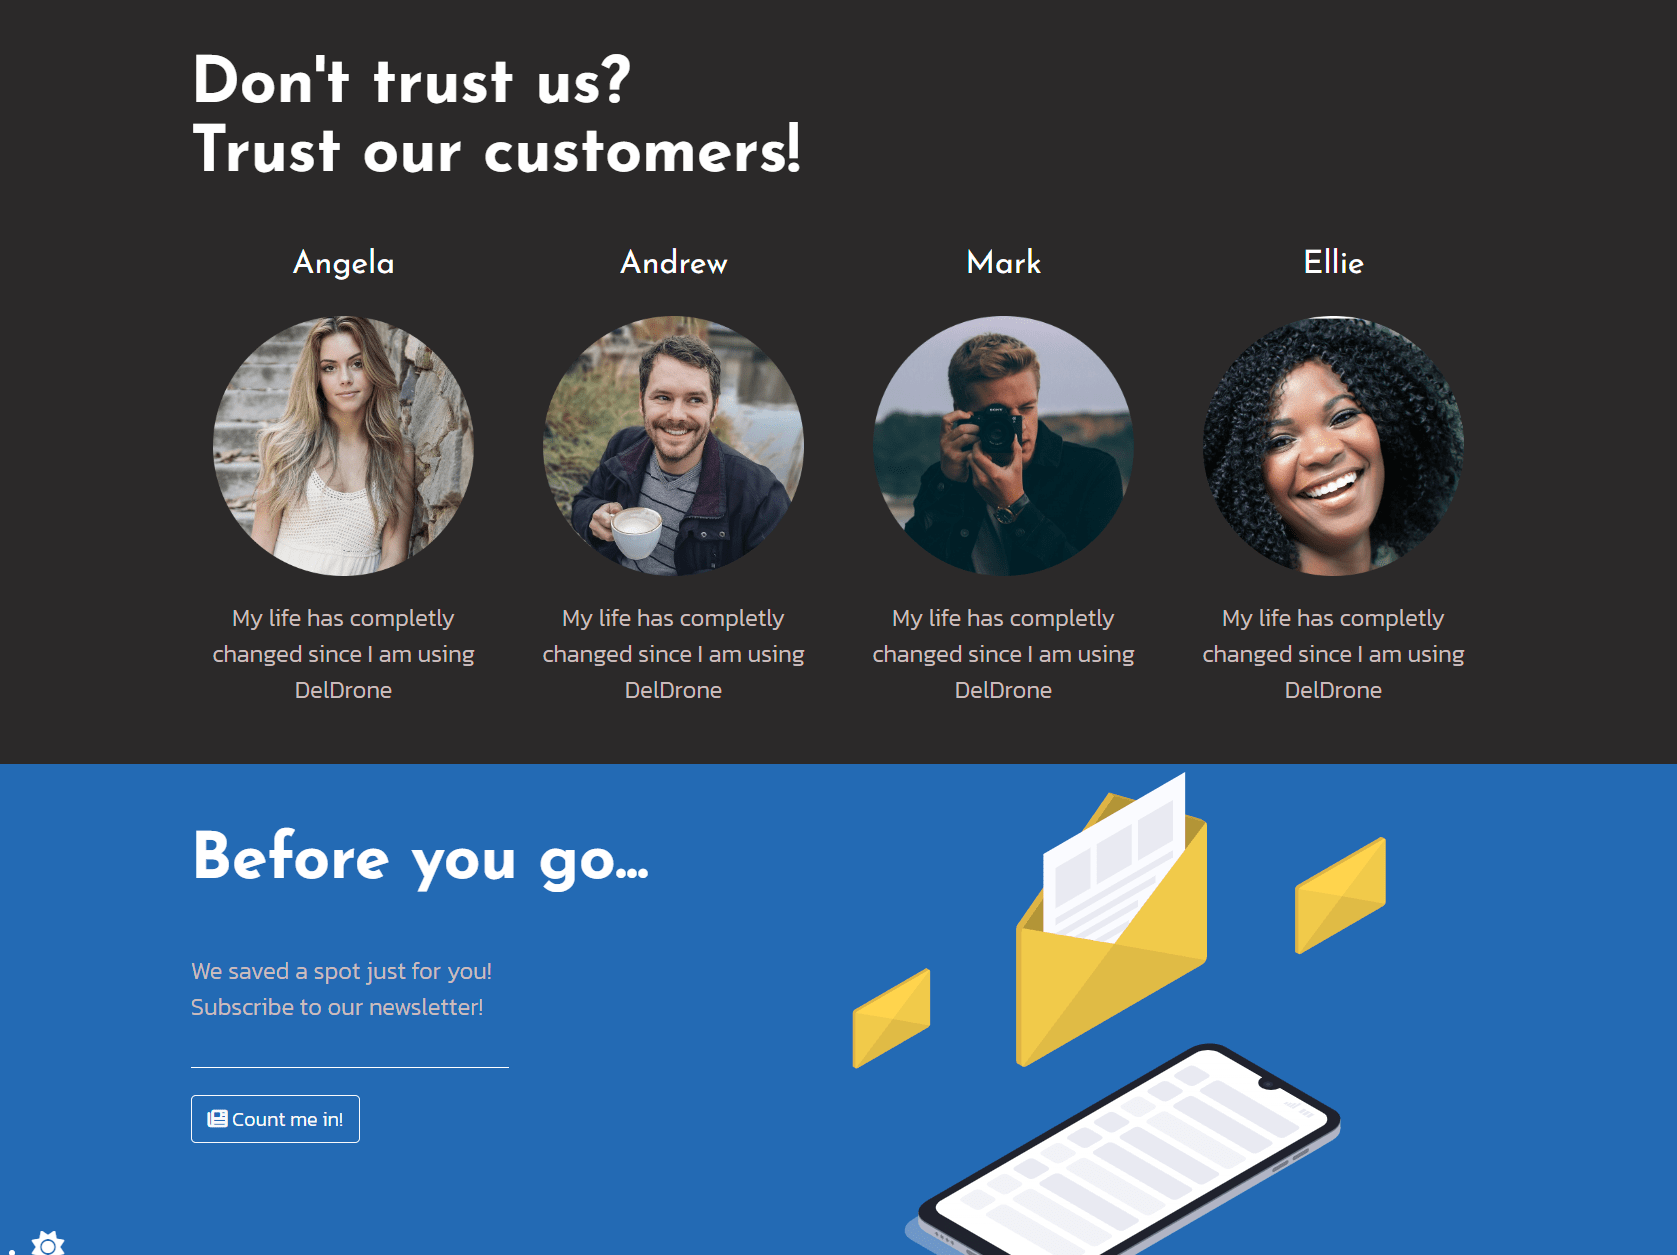 Don't trust us?
Trust our customers!
Angela
Andrew
Mark
Ellie
My life has completly
changed since I am using
DelDrone
My life has completly
changed since I am using
DelDrone
My life has completly
changed since I am using
DelDrone
My life has completly
changed since I am using
DelDrone
Before you go...
We saved a spot just for you!
Subscribe to our newsletter!
Count me in!